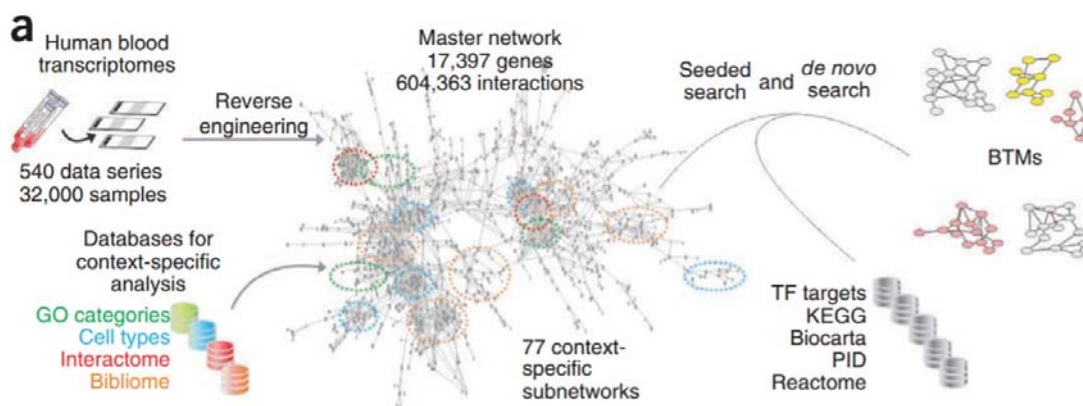 a
Human blood
transcriptomes
540 data series
32,000 samples
Reverse
engineering
Master network
17,397 genes
604,363 interactions
Seeded
search
and
de novo
search
BTMs
Databases for
context-specific
analysis
GO categories
Cell types
Interactome
Bibliome
77 context-
specific
subnetworks
TF targets
KEGG
Biocarta
PID
Reactome